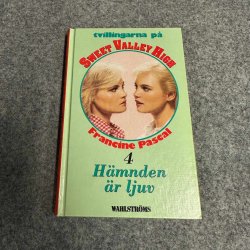 tvillingarna på
SWEET VALLEY HIGH
Francine Pascal
4
Hämnden
är ljuv
WAHLSTRÖMS